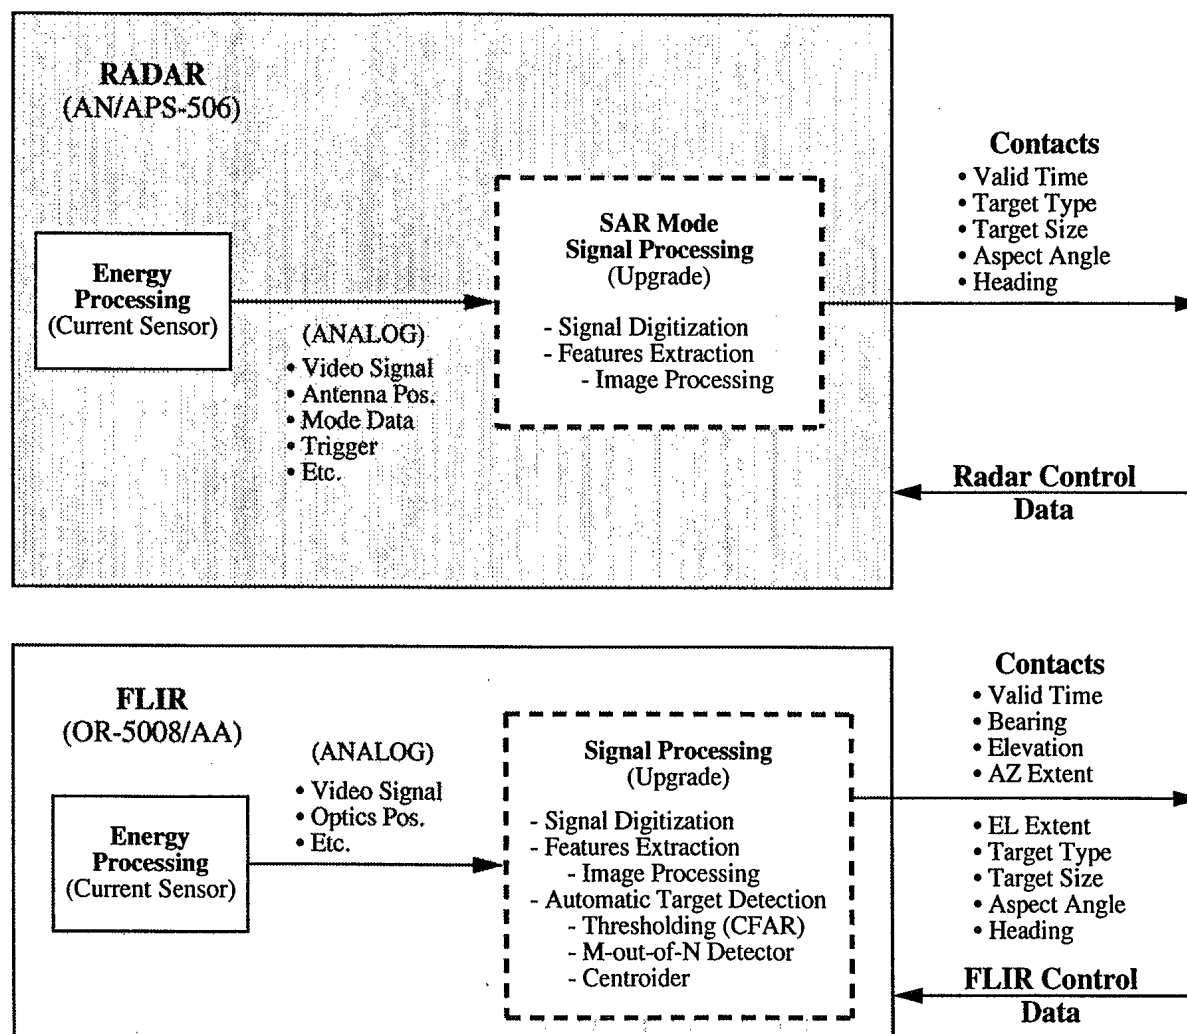 RADAR
(AN/APS-506)
Energy
Processing
(Current Sensor)
(ANALOG)
• Video Signal
• Antenna Pos.
• Mode Data
• Trigger
• Etc.
SAR Mode
Signal Processing
(Upgrade)
- Signal Digitization
- Features Extraction
- Image Processing
Contacts
• Valid Time
• Target Type
• Target Size
• Aspect Angle
• Heading
Radar Control
Data
FLIR
(OR-5008/AA)
Energy
Processing
(Current Sensor)
(ANALOG)
• Video Signal
• Optics Pos.
• Etc.
Signal Processing
(Upgrade)
- Signal Digitization
- Features Extraction
- Image Processing
- Automatic Target Detection
- Thresholding (CFAR)
- M-out-of-N Detector
- Centroider
Contacts
• Valid Time
• Bearing
• Elevation
• AZ Extent
• EL Extent
• Target Type
• Target Size
• Aspect Angle
• Heading
FLIR Control
Data